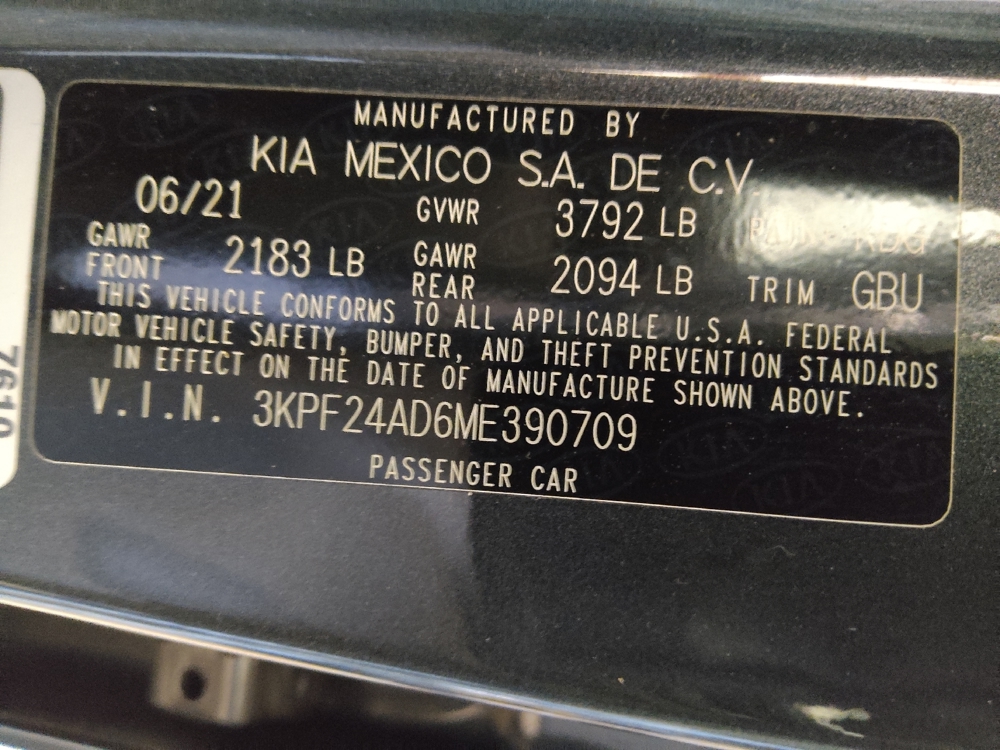 MANUFACTURED BY
KIA MEXICO S.A. DE C.V.
06/21 GVWR 3792 LB
GAWR FRONT 2183 LB GAWR REAR 2094 LB TRIM GBU
THIS VEHICLE CONFORMS TO ALL APPLICABLE U.S.A. FEDERAL
MOTOR VEHICLE SAFETY, BUMPER, AND THEFT PREVENTION STANDARDS
IN EFFECT ON THE DATE OF MANUFACTURE SHOWN ABOVE.
V.I.N. 3KPF24AD6ME390709
PASSENGER CAR